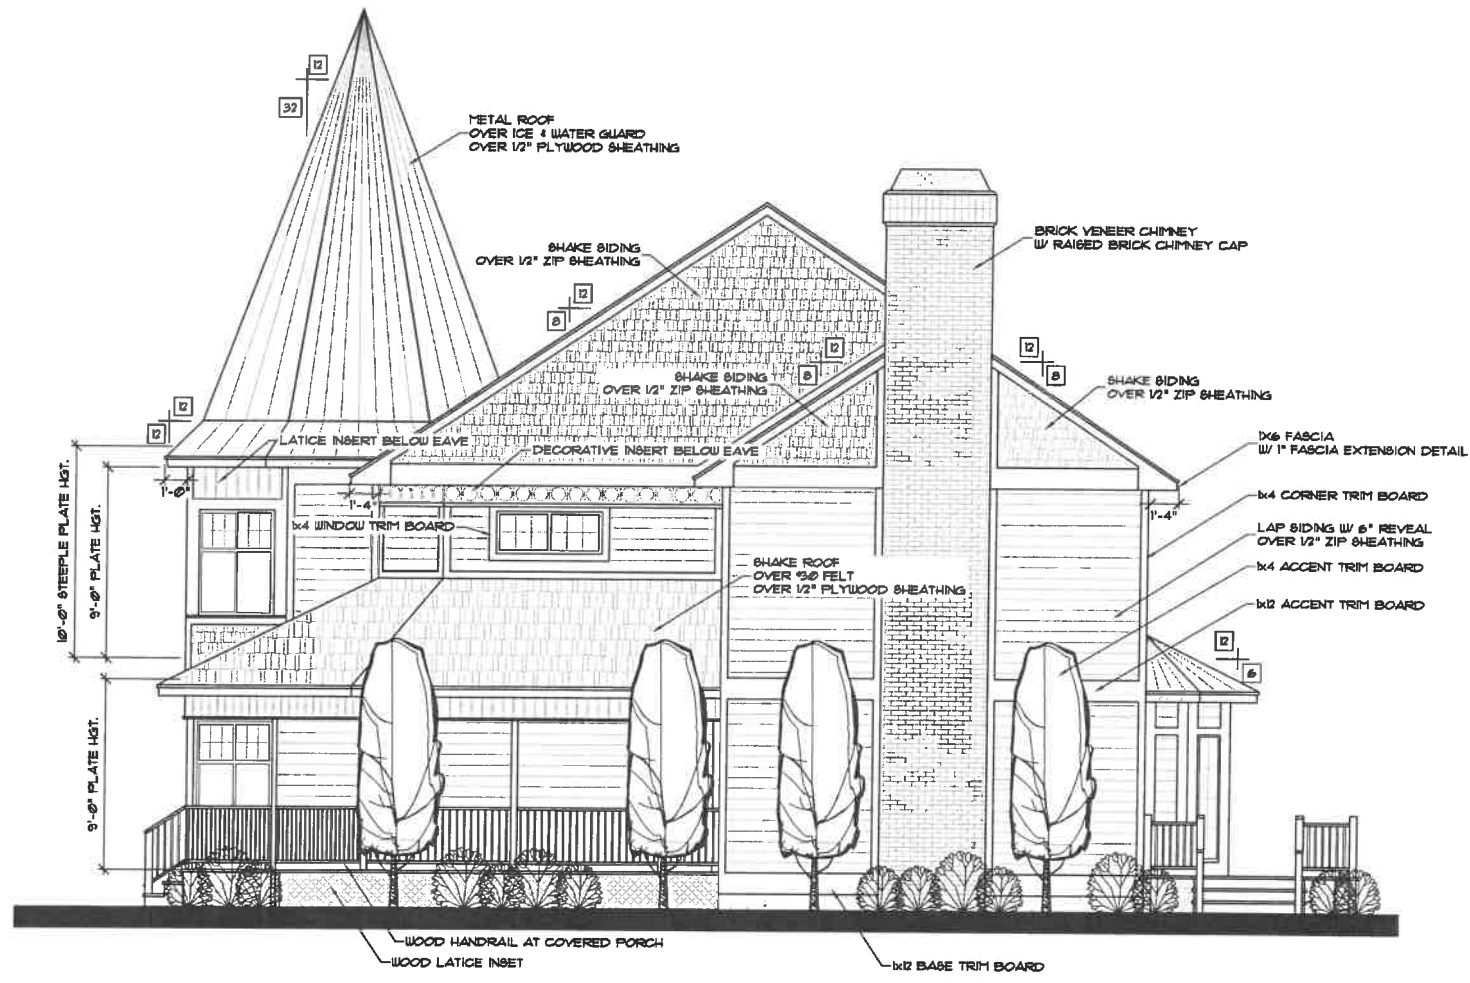 12
32
METAL ROOF
OVER ICE & WATER GUARD
OVER 1/2" PLYWOOD SHEATHING
BRICK VENEER CHIMNEY
W/ RAISED BRICK CHIMNEY CAP
SHAKE SIDING
OVER 1/2" ZIP SHEATHING
12
8
12
8
12
8
SHAKE SIDING
OVER 1/2" ZIP SHEATHING
SHAKE SIDING
OVER 1/2" ZIP SHEATHING
12
12
LATICE INSERT BELOW EAVE
DECORATIVE INSERT BELOW EAVE
1X6 FASCIA
W/ 1" FASCIA EXTENSION DETAIL
1'-0"
1'-4"
1'-4"
1x4 CORNER TRIM BOARD
1x4 WINDOW TRIM BOARD
LAP SIDING W/ 6" REVEAL
OVER 1/2" ZIP SHEATHING
10'-0" STEEPLE PLATE HGT.
9'-0" PLATE HGT.
SHAKE ROOF
OVER #30 FELT
OVER 1/2" PLYWOOD SHEATHING
1x4 ACCENT TRIM BOARD
1x12 ACCENT TRIM BOARD
12
6
9'-0" PLATE HGT.
WOOD HANDRAIL AT COVERED PORCH
WOOD LATICE INSET
1x12 BASE TRIM BOARD